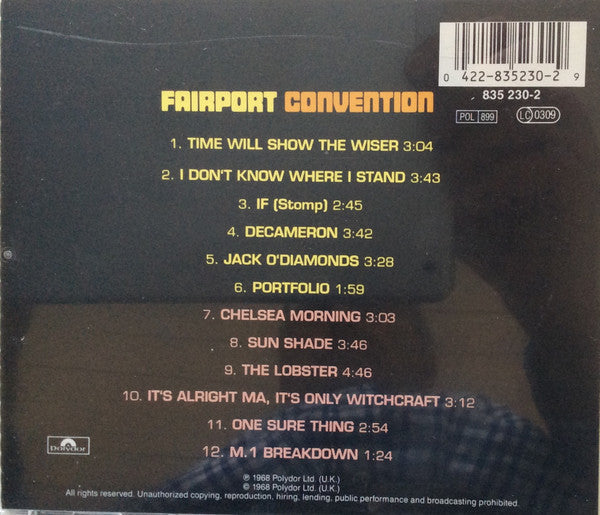 0 422-835230-2 9
835 230-2
POL 899
LC 0309
FAIRPORT CONVENTION
1. TIME WILL SHOW THE WISER 3:04
2. I DON'T KNOW WHERE I STAND 3:43
3. IF (Stomp) 2:45
4. DECAMERON 3:42
5. JACK O'DIAMONDS 3:28
6. PORTFOLIO 1:59
7. CHELSEA MORNING 3:03
8. SUN SHADE 3:46
9. THE LOBSTER 4:46
10. IT'S ALRIGHT MA, IT'S ONLY WITCHCRAFT 3:12
11. ONE SURE THING 2:54
12. M.1 BREAKDOWN 1:24
Polydor
℗ 1968 Polydor Ltd. (U.K.)
© 1968 Polydor Ltd. (U.K.)
All rights reserved. Unauthorized copying, reproduction, hiring, lending, public performance and broadcasting prohibited.